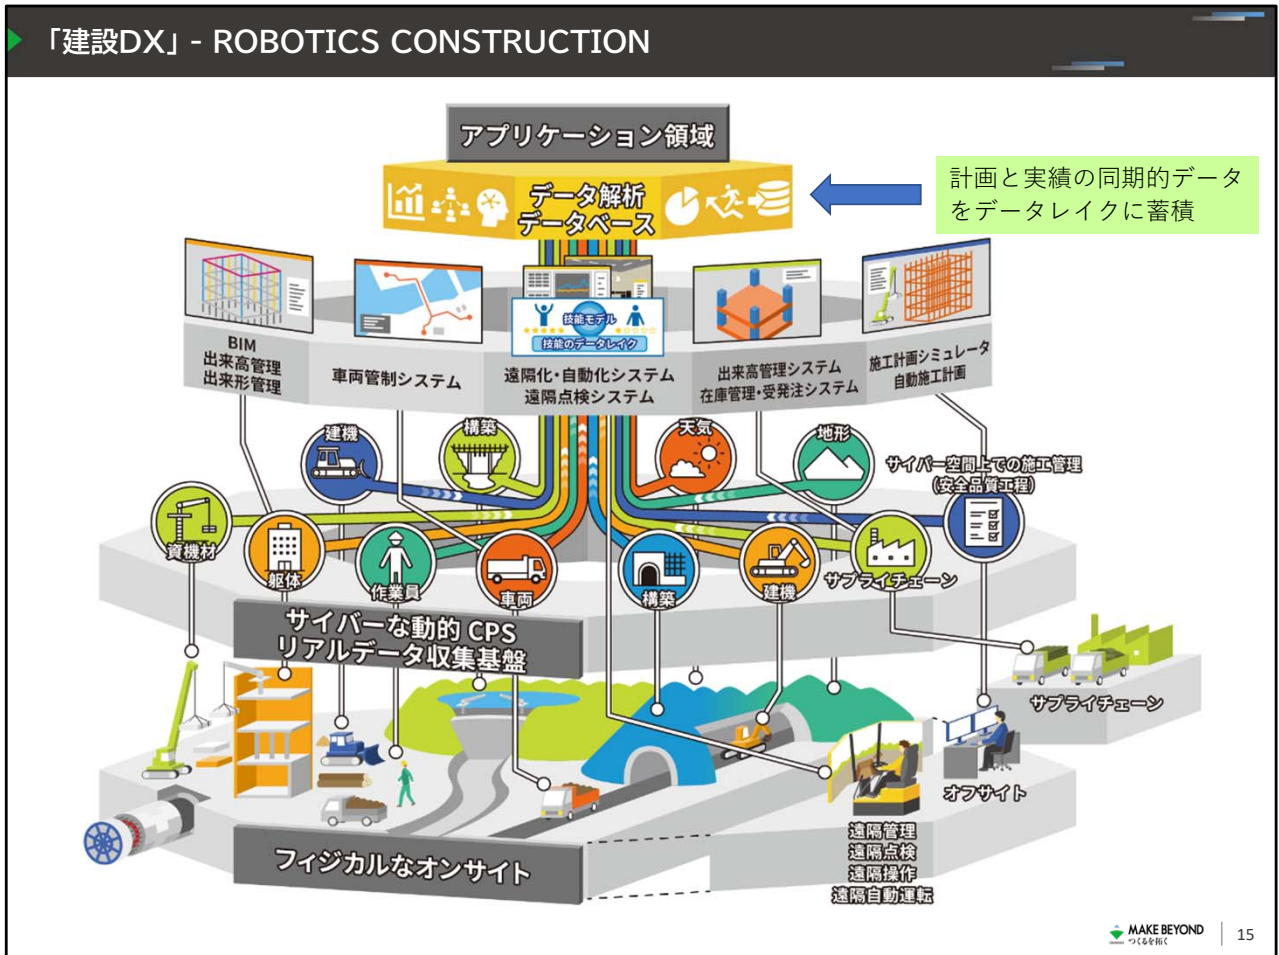 「建設DX」- ROBOTICS CONSTRUCTION
アプリケーション領域
データ解析
データベース
計画と実績の同期的データ
をデータレイクに蓄積
技能モデル
技能のデータレイク
BIM
出来高管理
出来形管理
車両管制システム
遠隔化・自動化システム
遠隔点検システム
出来高管理システム
在庫管理・受発注システム
施工計画シミュレータ
自動施工計画
建機
構築
天気
地形
サイバー空間上での施工管理
(安全品質工程)
資機材
躯体
作業員
車両
構築
建機
サプライチェーン
サイバーな動的 CPS
リアルデータ収集基盤
サプライチェーン
オフサイト
フィジカルなオンサイト
遠隔管理
遠隔点検
遠隔操作
遠隔自動運転
MAKE BEYOND
つくるを拓く
15